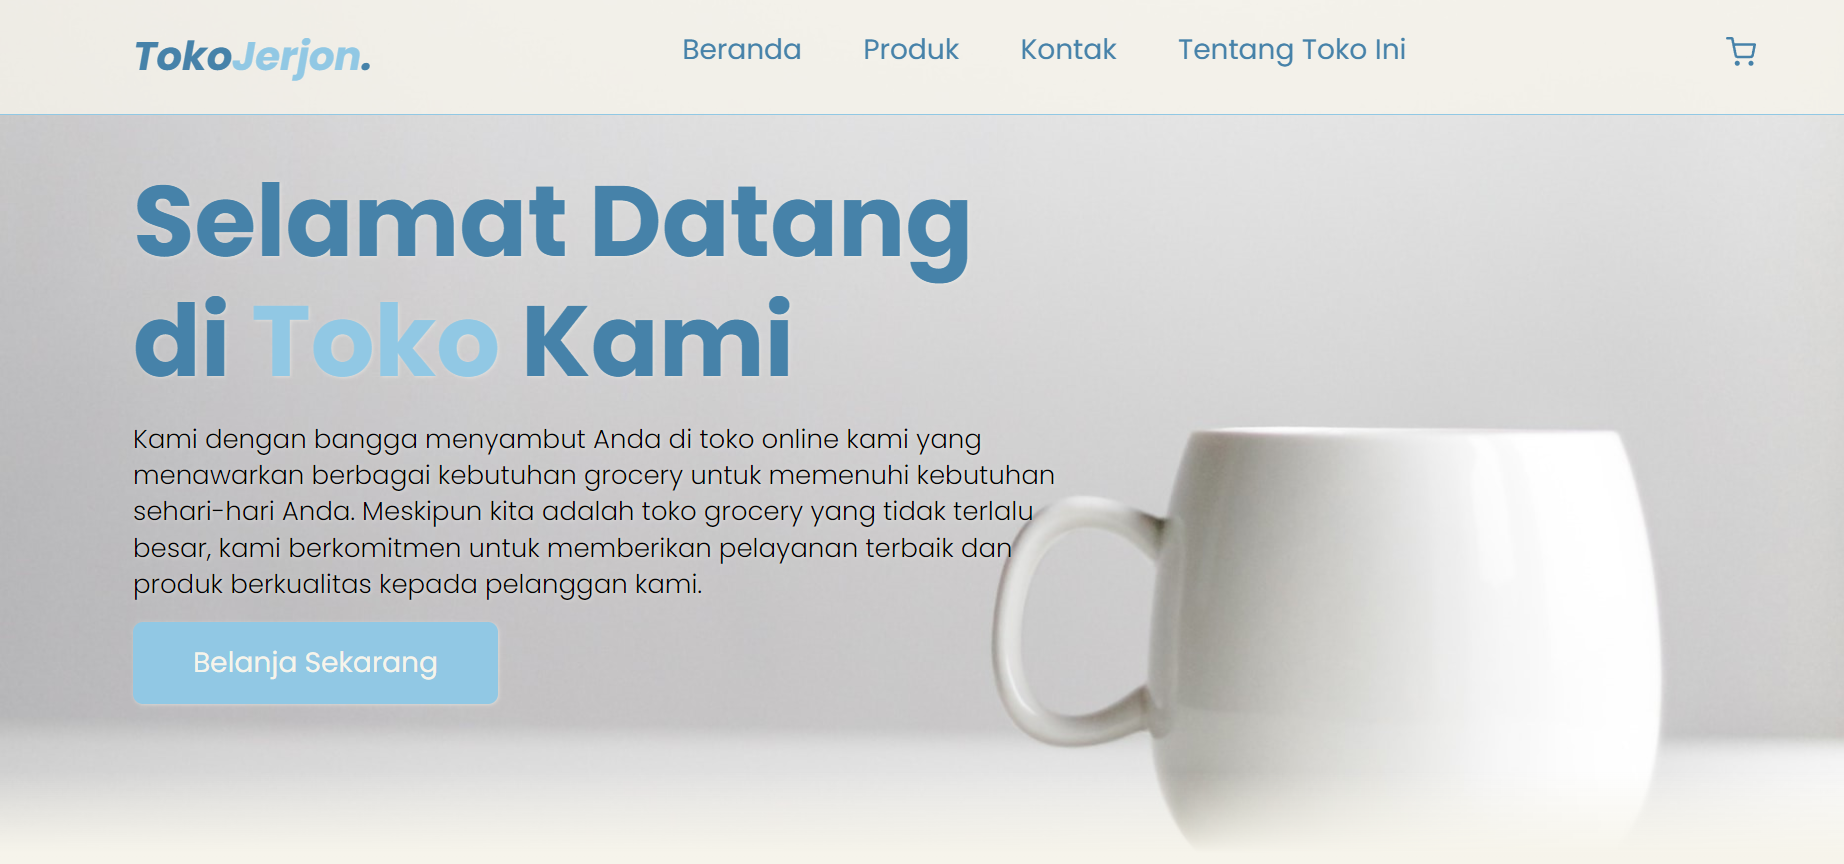 TokoJerjon.
Beranda Produk Kontak Tentang Toko Ini
Selamat Datang
di Toko Kami
Kami dengan bangga menyambut Anda di toko online kami yang
menawarkan berbagai kebutuhan grocery untuk memenuhi kebutuhan
sehari-hari Anda. Meskipun kita adalah toko grocery yang tidak terlalu
besar, kami berkomitmen untuk memberikan pelayanan terbaik dan
produk berkualitas kepada pelanggan kami.
Belanja Sekarang